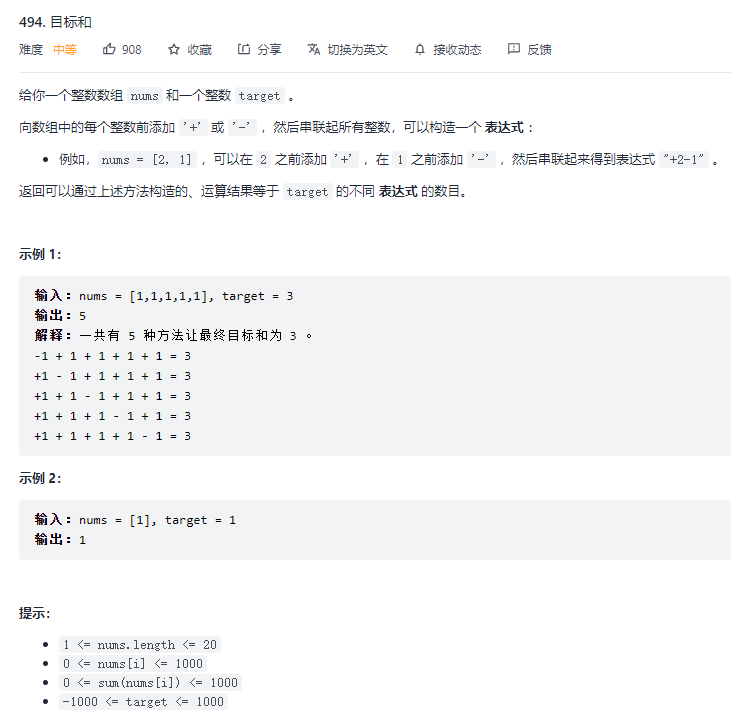 494. 目标和
难度 中等 908 收藏 分享 切换为英文 接收动态 反馈
给你一个整数数组 nums 和一个整数 target 。
向数组中的每个整数前添加 '+' 或 '-' ，然后串联起所有整数，可以构造一个 表达式 ：
例如，nums = [2, 1] ，可以在 2 之前添加 '+' ，在 1 之前添加 '-' ，然后串联起来得到表达式 "+2-1" 。
返回可以通过上述方法构造的、运算结果等于 target 的不同 表达式 的数目。
示例 1：
输入：nums = [1,1,1,1,1], target = 3
输出：5
解释：一共有 5 种方法让最终目标和为 3 。
-1 + 1 + 1 + 1 + 1 = 3
+1 - 1 + 1 + 1 + 1 = 3
+1 + 1 - 1 + 1 + 1 = 3
+1 + 1 + 1 - 1 + 1 = 3
+1 + 1 + 1 + 1 - 1 = 3
示例 2：
输入：nums = [1], target = 1
输出：1
提示：
1 <= nums.length <= 20
0 <= nums[i] <= 1000
0 <= sum(nums[i]) <= 1000
-1000 <= target <= 1000